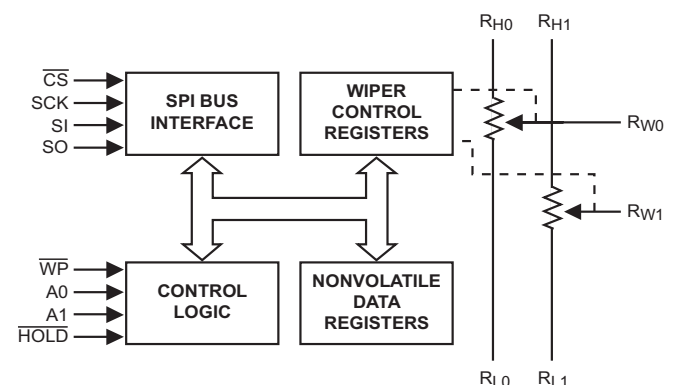 RH0 RH1
CS
SCK
SI
SO
SPI BUS
INTERFACE
WIPER
CONTROL
REGISTERS
RW0
RW1
WP
A0
A1
HOLD
CONTROL
LOGIC
NONVOLATILE
DATA
REGISTERS
RL0 RL1